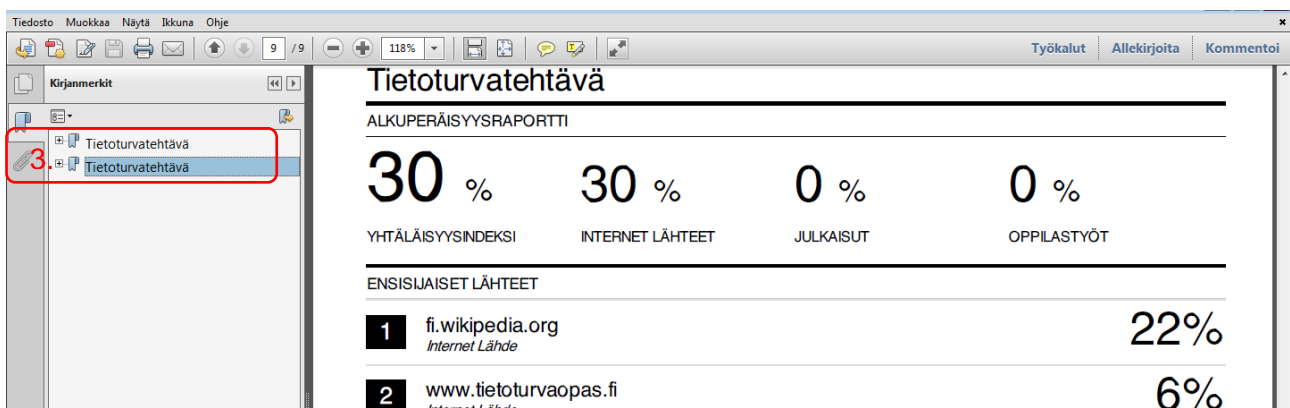 Tiedosto Muokkaa Näytä Ikkuna Ohje
9 / 9 118% Työkalut Allekirjoita Kommentoi
Kirjanmerkit
3.
Tietoturvatehtävä
Tietoturvatehtävä
Tietoturvatehtävä
ALKUPERÄISYYSRAPORTTI
30 % 30 % 0 % 0 %
YHTÄLÄISYYSINDEKSI INTERNET LÄHTEET JULKAISUT OPPILASTYÖT
ENSISIJAISET LÄHTEET
1 fi.wikipedia.org 22%
Internet Lähde
2 www.tietoturvaopas.fi 6%
Internet Lähde